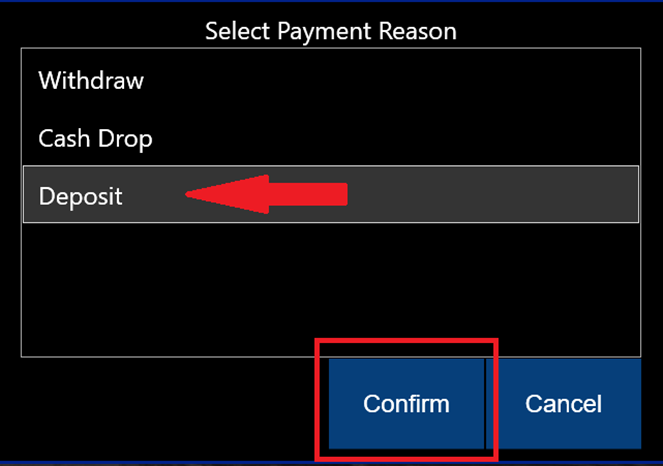 Select Payment Reason
Withdraw
Cash Drop
Deposit
Confirm
Cancel